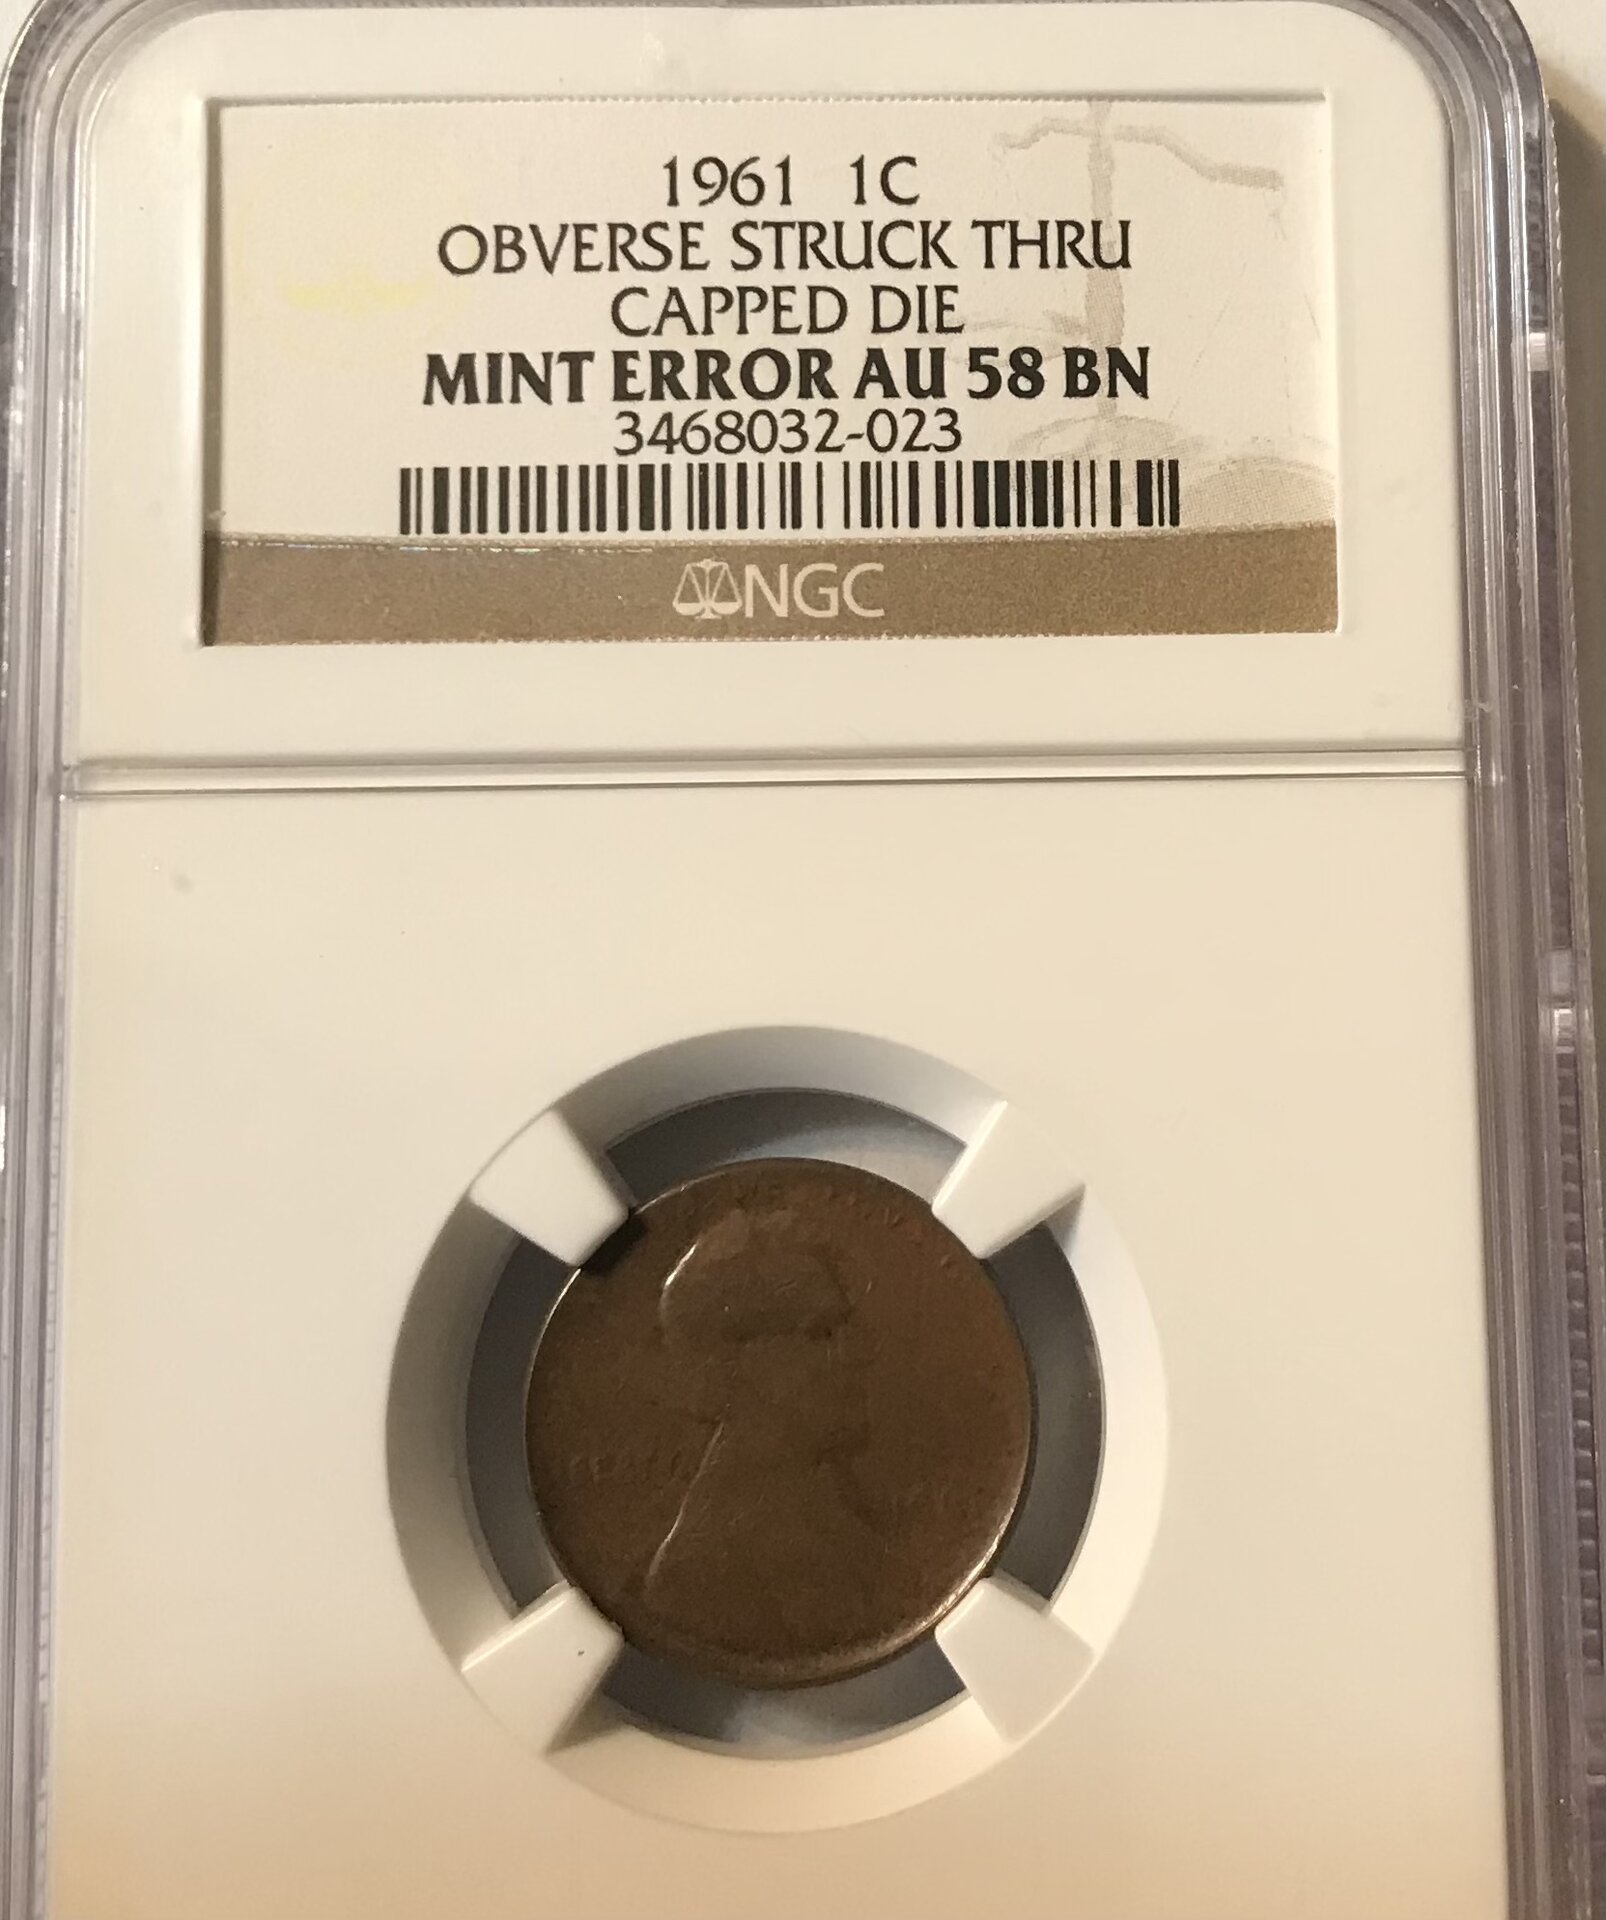 1961 1C
OBVERSE STRUCK THRU
CAPPED DIE
MINT ERROR AU 58 BN
3468032-023
NGC